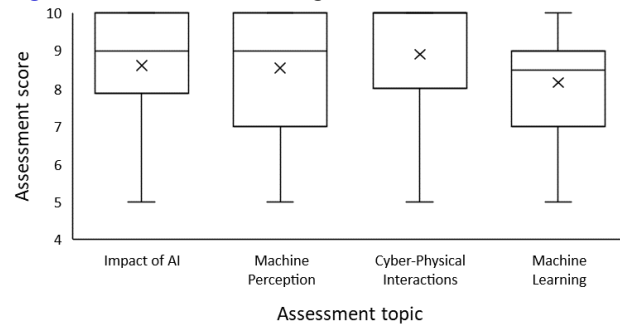 10
9
8
7
6
5
4
Assessment score
Impact of AI
Machine
Perception
Cyber-Physical
Interactions
Machine
Learning
Assessment topic